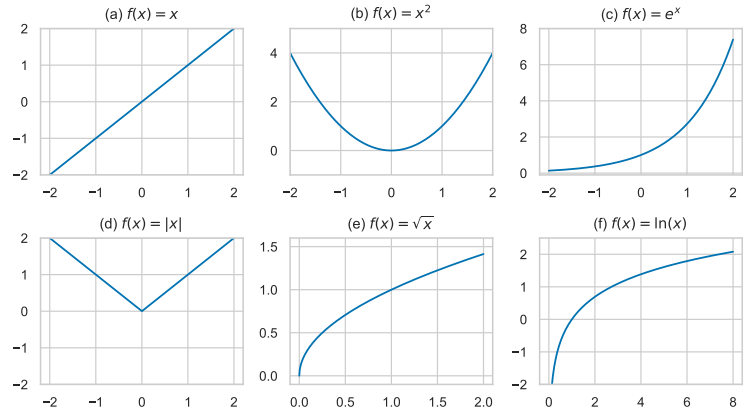 (a) f(x) = x
(b) f(x) = x²
(c) f(x) = eˣ
2
1
0
−1
−2
−2 −1 0 1 2
4
2
0
−2 −1 0 1 2
8
6
4
2
0
−2 −1 0 1 2
(d) f(x) = |x|
(e) f(x) = √x
(f) f(x) = ln(x)
2
1
0
−1
−2
−2 −1 0 1 2
1.5
1.0
0.5
0.0
0.0 0.5 1.0 1.5 2.0
2
1
0
−1
−2
0 2 4 6 8